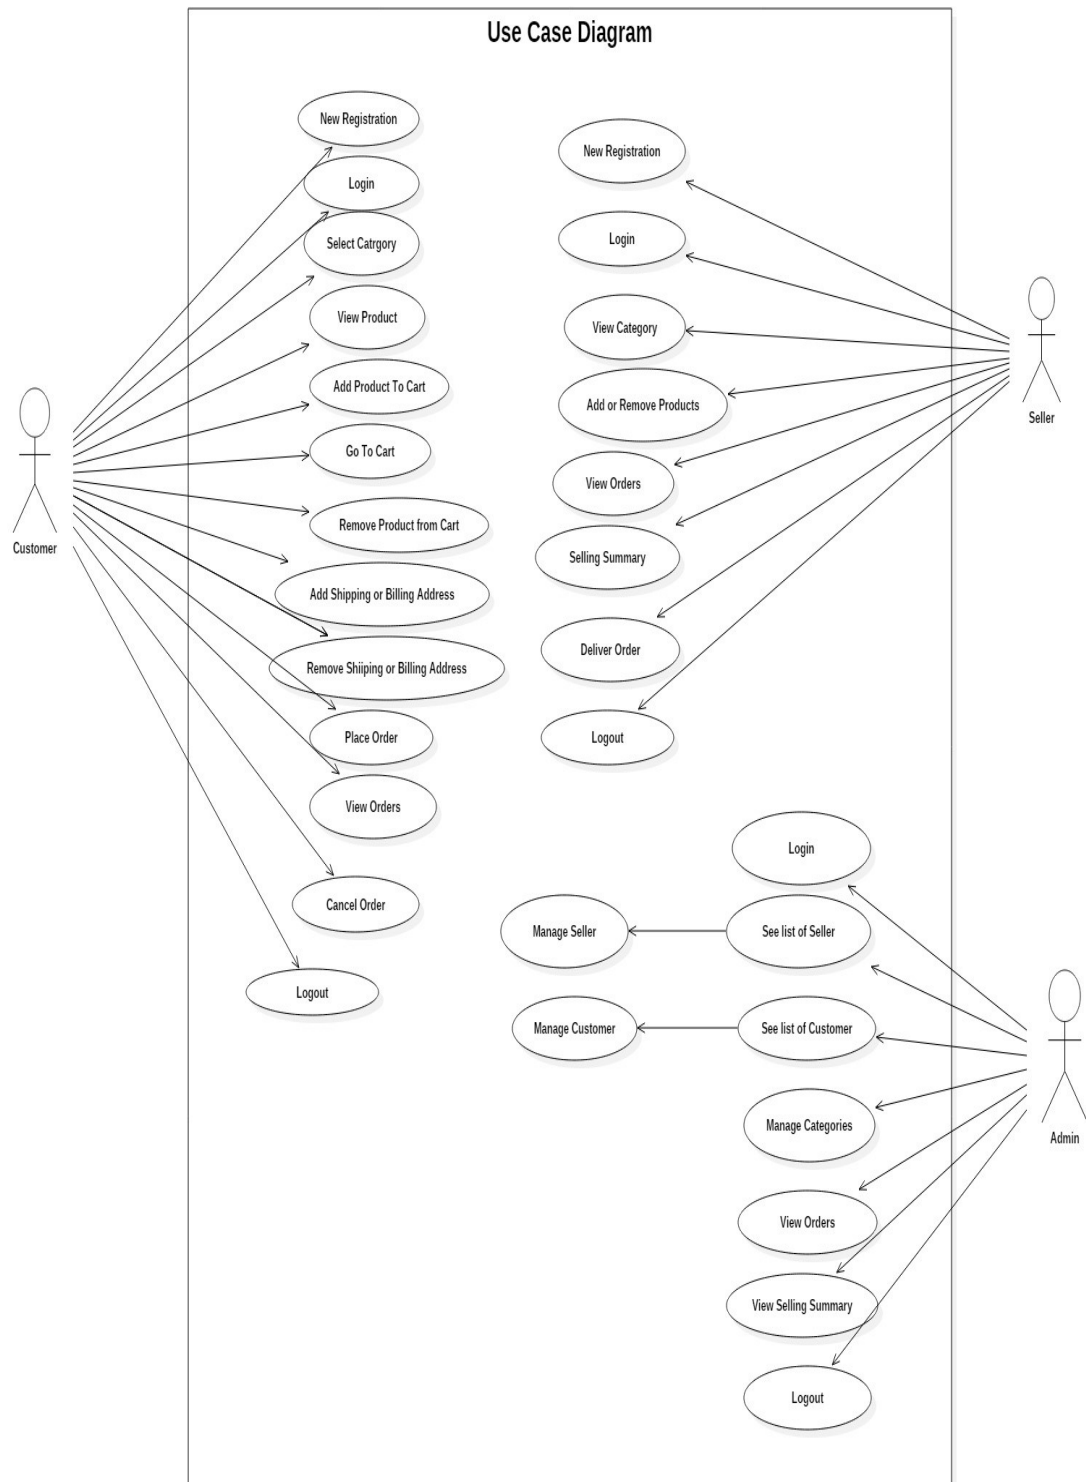 Use Case Diagram
New Registration
Login
Select Catrgory
View Product
Add Product To Cart
Go To Cart
Remove Product from Cart
Add Shipping or Billing Address
Remove Shiiping or Billing Address
Place Order
View Orders
Cancel Order
Logout
Customer
New Registration
Login
View Category
Add or Remove Products
View Orders
Selling Summary
Deliver Order
Logout
Seller
Login
See list of Seller
Manage Seller
See list of Customer
Manage Customer
Manage Categories
View Orders
View Selling Summary
Logout
Admin